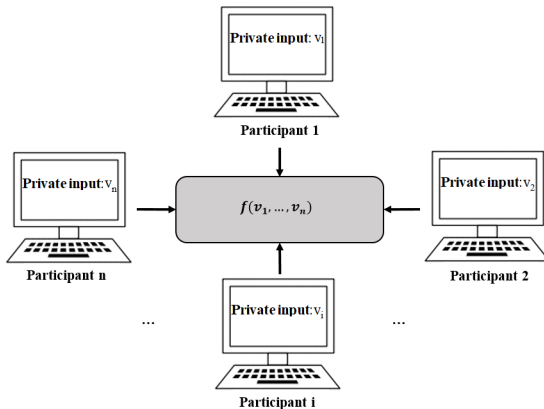 Private input: v₁
Participant 1
Private input:vₙ
Participant n
f(v₁, …, vₙ)
Private input:v₂
Participant 2
...
Private input:vᵢ
...
Participant i